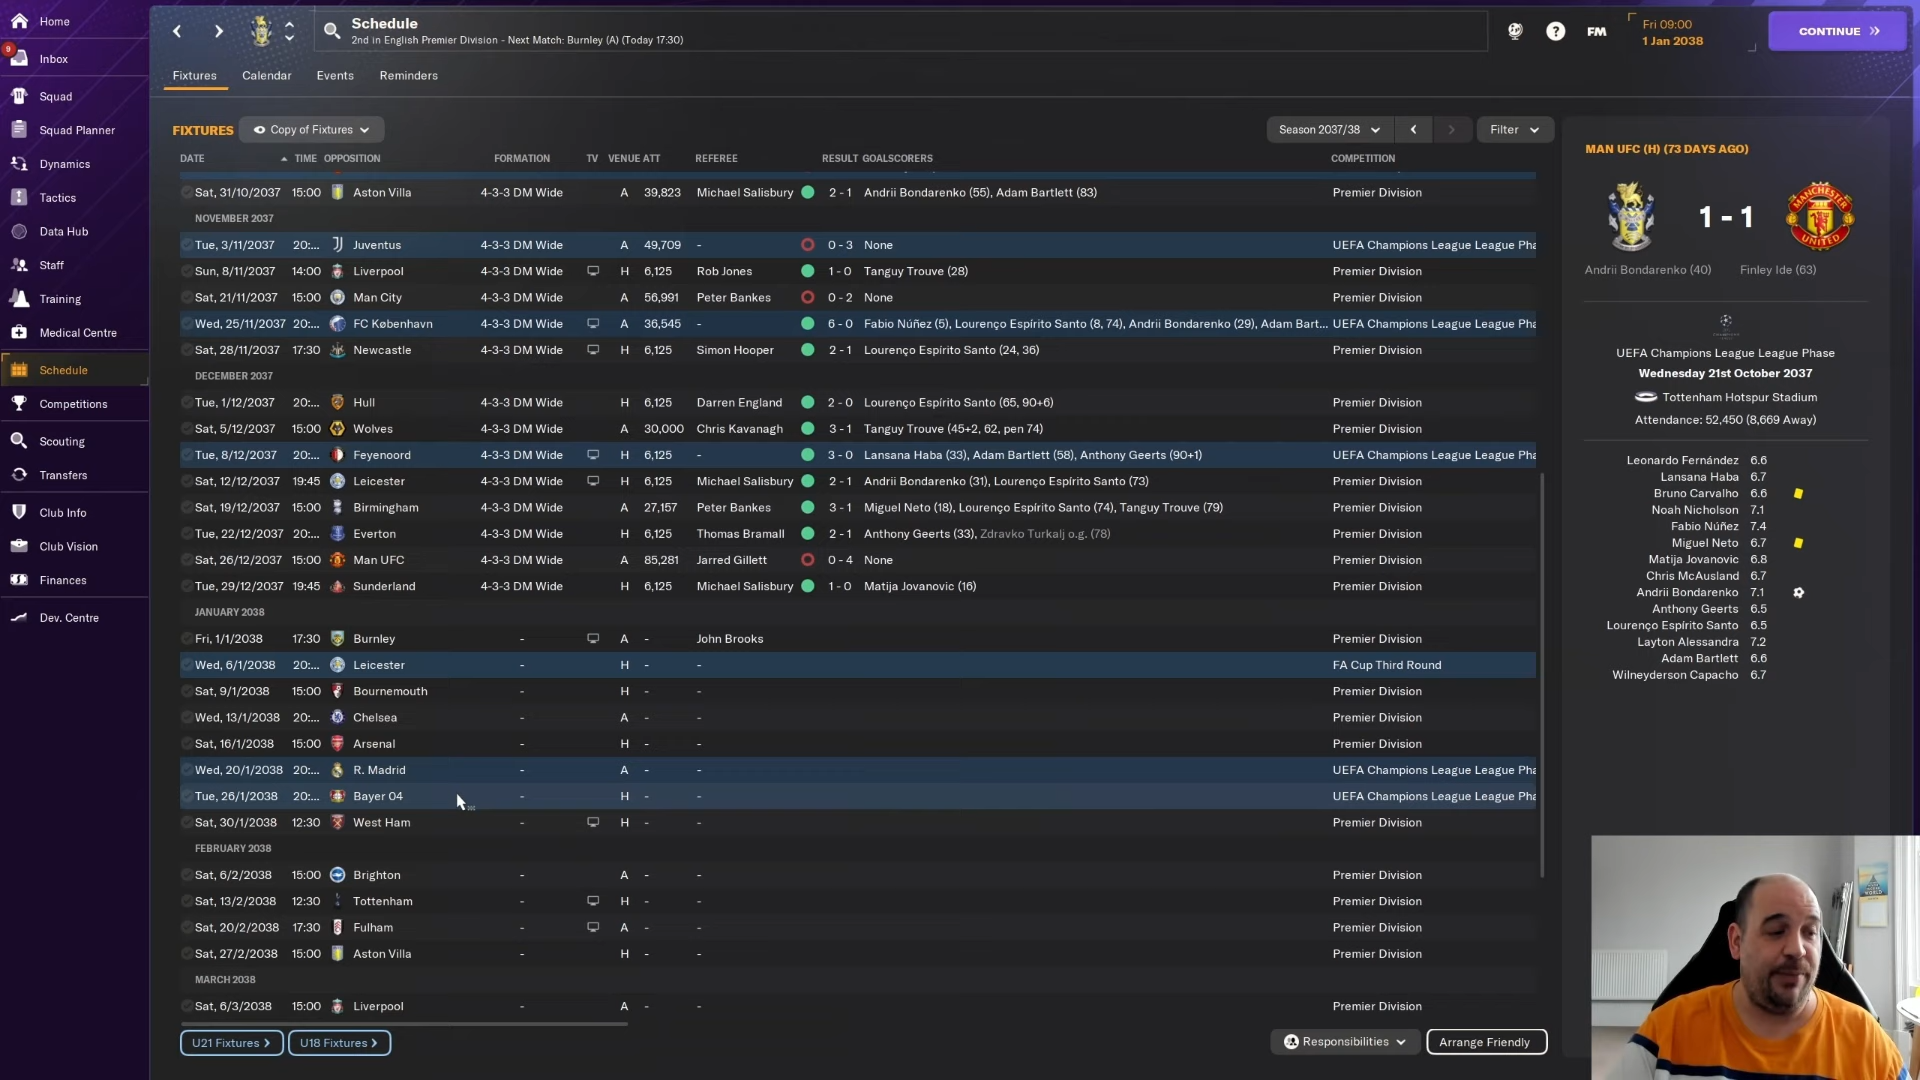 Home
9
Inbox
Squad
Squad Planner
Dynamics
Tactics
Data Hub
Staff
Training
Medical Centre
Schedule
Competitions
Scouting
Transfers
Club Info
Club Vision
Finances
Dev. Centre
Schedule
2nd in English Premier Division - Next Match: Burnley (A) (Today 17:30)
FM
Fri 09:00
1 Jan 2038
CONTINUE
Fixtures Calendar Events Reminders
FIXTURES Copy of Fixtures Season 2037/38 Filter
DATE TIME OPPOSITION FORMATION TV VENUE ATT REFEREE RESULT GOALSCORERS COMPETITION
Sat, 31/10/2037 15:00 Aston Villa 4-3-3 DM Wide A 39,823 Michael Salisbury 2 - 1 Andrii Bondarenko (55), Adam Bartlett (83) Premier Division
NOVEMBER 2037
Tue, 3/11/2037 20:... Juventus 4-3-3 DM Wide A 49,709 - 0 - 3 None UEFA Champions League League Pha
Sun, 8/11/2037 14:00 Liverpool 4-3-3 DM Wide H 6,125 Rob Jones 1 - 0 Tanguy Trouve (28) Premier Division
Sat, 21/11/2037 15:00 Man City 4-3-3 DM Wide A 56,991 Peter Bankes 0 - 2 None Premier Division
Wed, 25/11/2037 20:... FC København 4-3-3 DM Wide A 36,545 - 6 - 0 Fabio Núñez (5), Lourenço Espírito Santo (8, 74), Andrii Bondarenko (29), Adam Bart... UEFA Champions League League Pha
Sat, 28/11/2037 17:30 Newcastle 4-3-3 DM Wide H 6,125 Simon Hooper 2 - 1 Lourenço Espírito Santo (24, 36) Premier Division
DECEMBER 2037
Tue, 1/12/2037 20:... Hull 4-3-3 DM Wide H 6,125 Darren England 2 - 0 Lourenço Espírito Santo (65, 90+6) Premier Division
Sat, 5/12/2037 15:00 Wolves 4-3-3 DM Wide A 30,000 Chris Kavanagh 3 - 1 Tanguy Trouve (45+2, 62, pen 74) Premier Division
Tue, 8/12/2037 20:... Feyenoord 4-3-3 DM Wide H 6,125 - 3 - 0 Lansana Haba (33), Adam Bartlett (58), Anthony Geerts (90+1) UEFA Champions League League Pha
Sat, 12/12/2037 19:45 Leicester 4-3-3 DM Wide H 6,125 Michael Salisbury 2 - 1 Andrii Bondarenko (31), Lourenço Espírito Santo (73) Premier Division
Sat, 19/12/2037 15:00 Birmingham 4-3-3 DM Wide A 27,157 Peter Bankes 3 - 1 Miguel Neto (18), Lourenço Espírito Santo (74), Tanguy Trouve (79) Premier Division
Tue, 22/12/2037 20:... Everton 4-3-3 DM Wide H 6,125 Thomas Bramall 2 - 1 Anthony Geerts (33), Zdravko Turkalj o.g. (78) Premier Division
Sat, 26/12/2037 15:00 Man UFC 4-3-3 DM Wide A 85,281 Jarred Gillett 0 - 4 None Premier Division
Tue, 29/12/2037 19:45 Sunderland 4-3-3 DM Wide H 6,125 Michael Salisbury 1 - 0 Matija Jovanovic (16) Premier Division
JANUARY 2038
Fri, 1/1/2038 17:30 Burnley - A - John Brooks Premier Division
Wed, 6/1/2038 20:... Leicester - H - - FA Cup Third Round
Sat, 9/1/2038 15:00 Bournemouth - H - - Premier Division
Wed, 13/1/2038 20:... Chelsea - A - - Premier Division
Sat, 16/1/2038 15:00 Arsenal - H - - Premier Division
Wed, 20/1/2038 20:... R. Madrid - A - - UEFA Champions League League Pha
Tue, 26/1/2038 20:... Bayer 04 - H - - UEFA Champions League League Pha
Sat, 30/1/2038 12:30 West Ham - H - - Premier Division
FEBRUARY 2038
Sat, 6/2/2038 15:00 Brighton - A - - Premier Division
Sat, 13/2/2038 12:30 Tottenham - H - - Premier Division
Sat, 20/2/2038 17:30 Fulham - A - - Premier Division
Sat, 27/2/2038 15:00 Aston Villa - H - - Premier Division
MARCH 2038
Sat, 6/3/2038 15:00 Liverpool - A - - Premier Division
U21 Fixtures U18 Fixtures Responsibilities Arrange Friendly
MAN UFC (H) (73 DAYS AGO)
1 - 1
MANCHESTER
UNITED
Andrii Bondarenko (40) Finley Ide (63)
UEFA Champions League League Phase
Wednesday 21st October 2037
Tottenham Hotspur Stadium
Attendance: 52,450 (8,669 Away)
Leonardo Fernández 6.6
Lansana Haba 6.7
Bruno Carvalho 6.6
Noah Nicholson 7.1
Fabio Núñez 7.4
Miguel Neto 6.7
Matija Jovanovic 6.8
Chris McAusland 6.7
Andrii Bondarenko 7.1
Anthony Geerts 6.5
Lourenço Espírito Santo 6.5
Layton Alessandra 7.2
Adam Bartlett 6.6
Wilneyderson Capacho 6.7